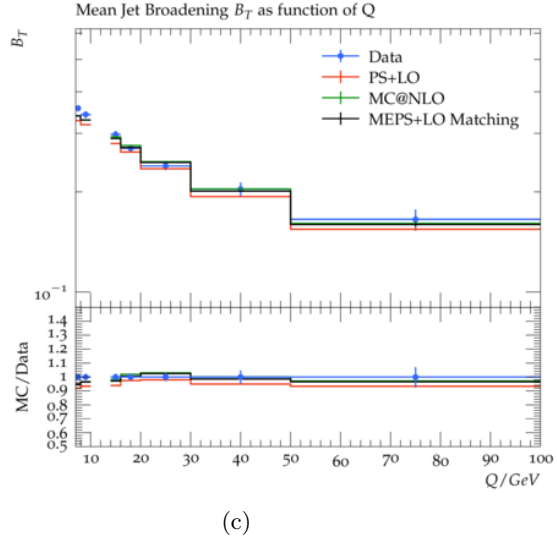 Mean Jet Broadening B_T as function of Q
B_T
Data
PS+LO
MC@NLO
MEPS+LO Matching
10^{-1}
MC/Data
1.4
1.3
1.2
1.1
1.0
0.9
0.8
0.7
0.6
0.5
10 20 30 40 50 60 70 80 90 100
Q/GeV
(c)